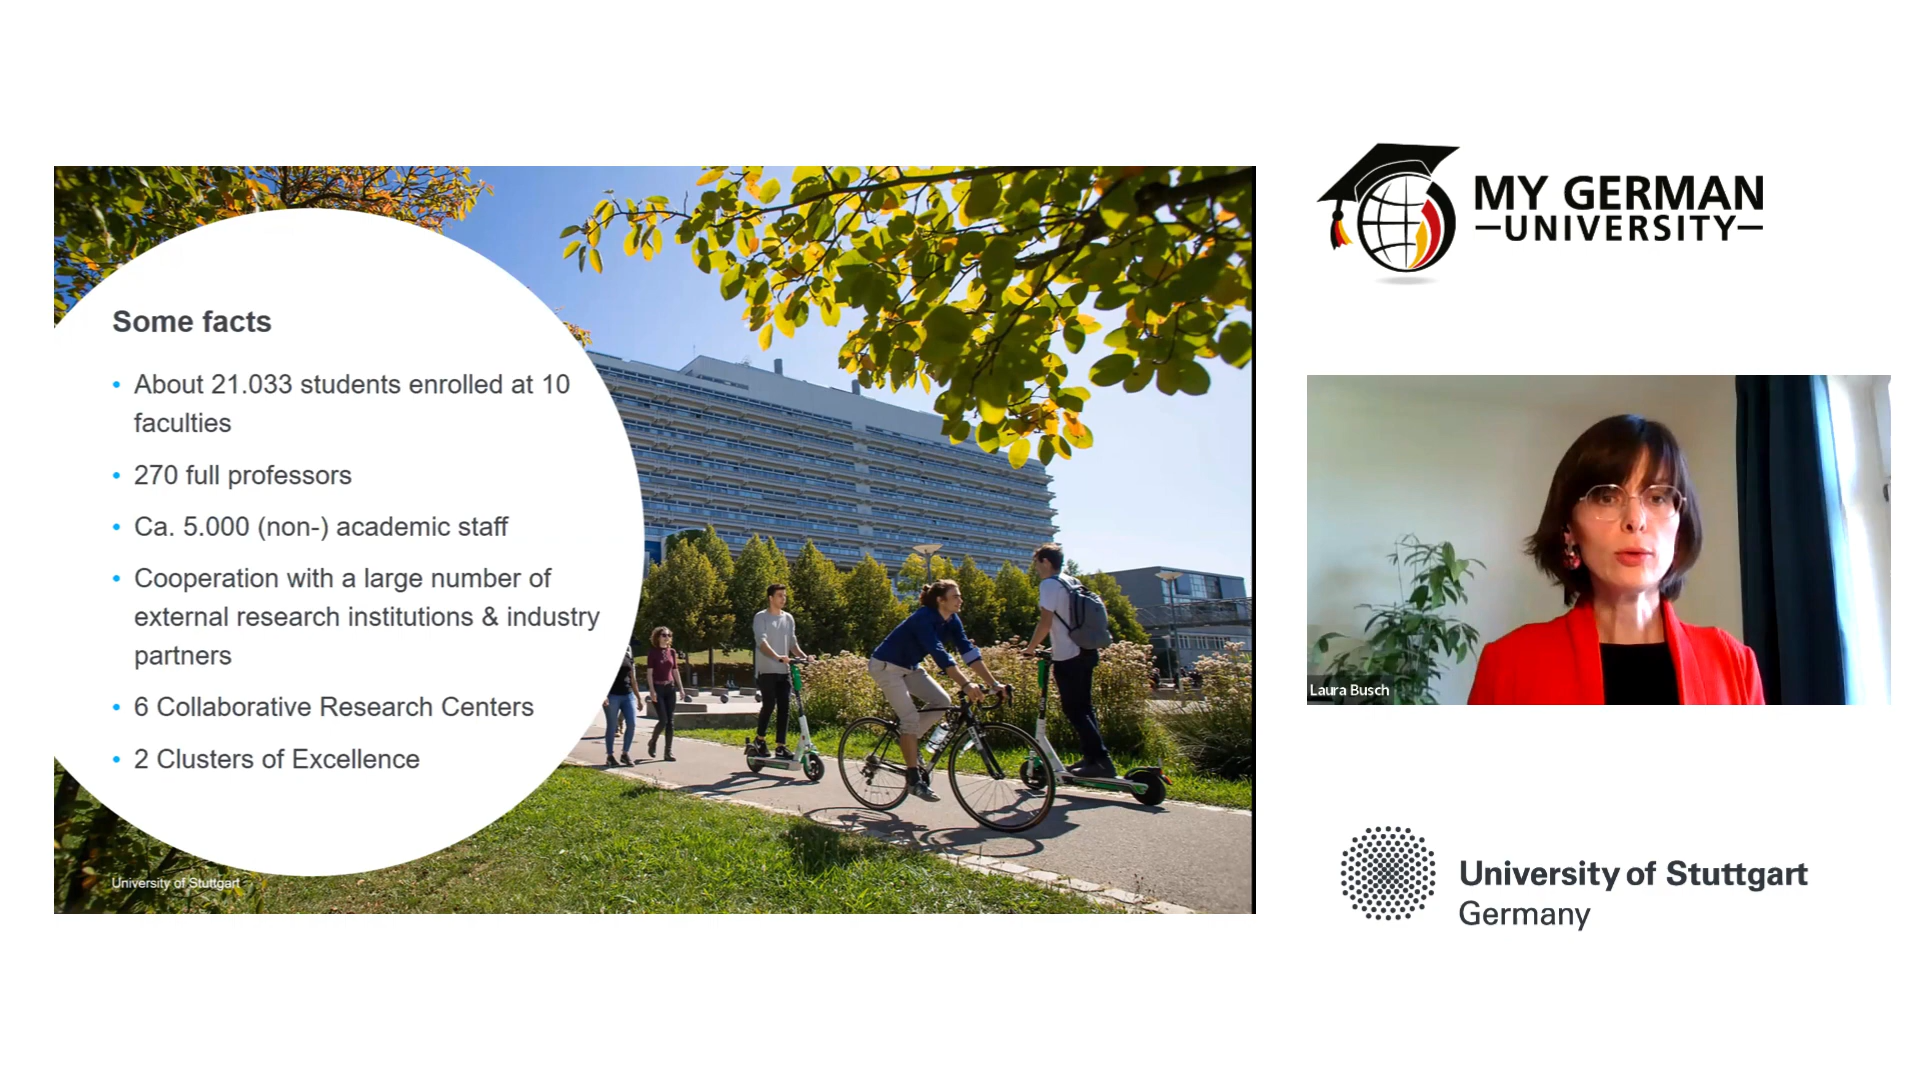 Some facts
• About 21.033 students enrolled at 10
faculties
• 270 full professors
• Ca. 5.000 (non-) academic staff
• Cooperation with a large number of
external research institutions & industry
partners
• 6 Collaborative Research Centers
• 2 Clusters of Excellence
University of Stuttgart
MY GERMAN
UNIVERSITY
Laura Busch
University of Stuttgart
Germany